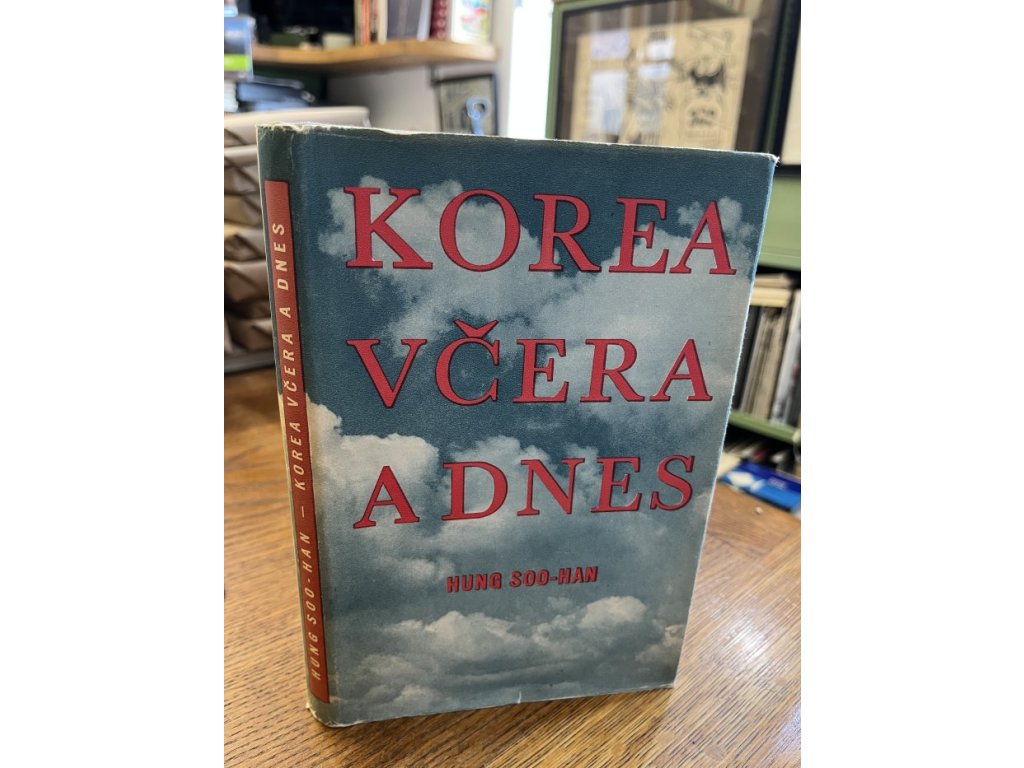 KOREA
VČERA
A DNES
HUNG SOO-HAN
HUNG SOO-HAN — KOREA VČERA A DNES